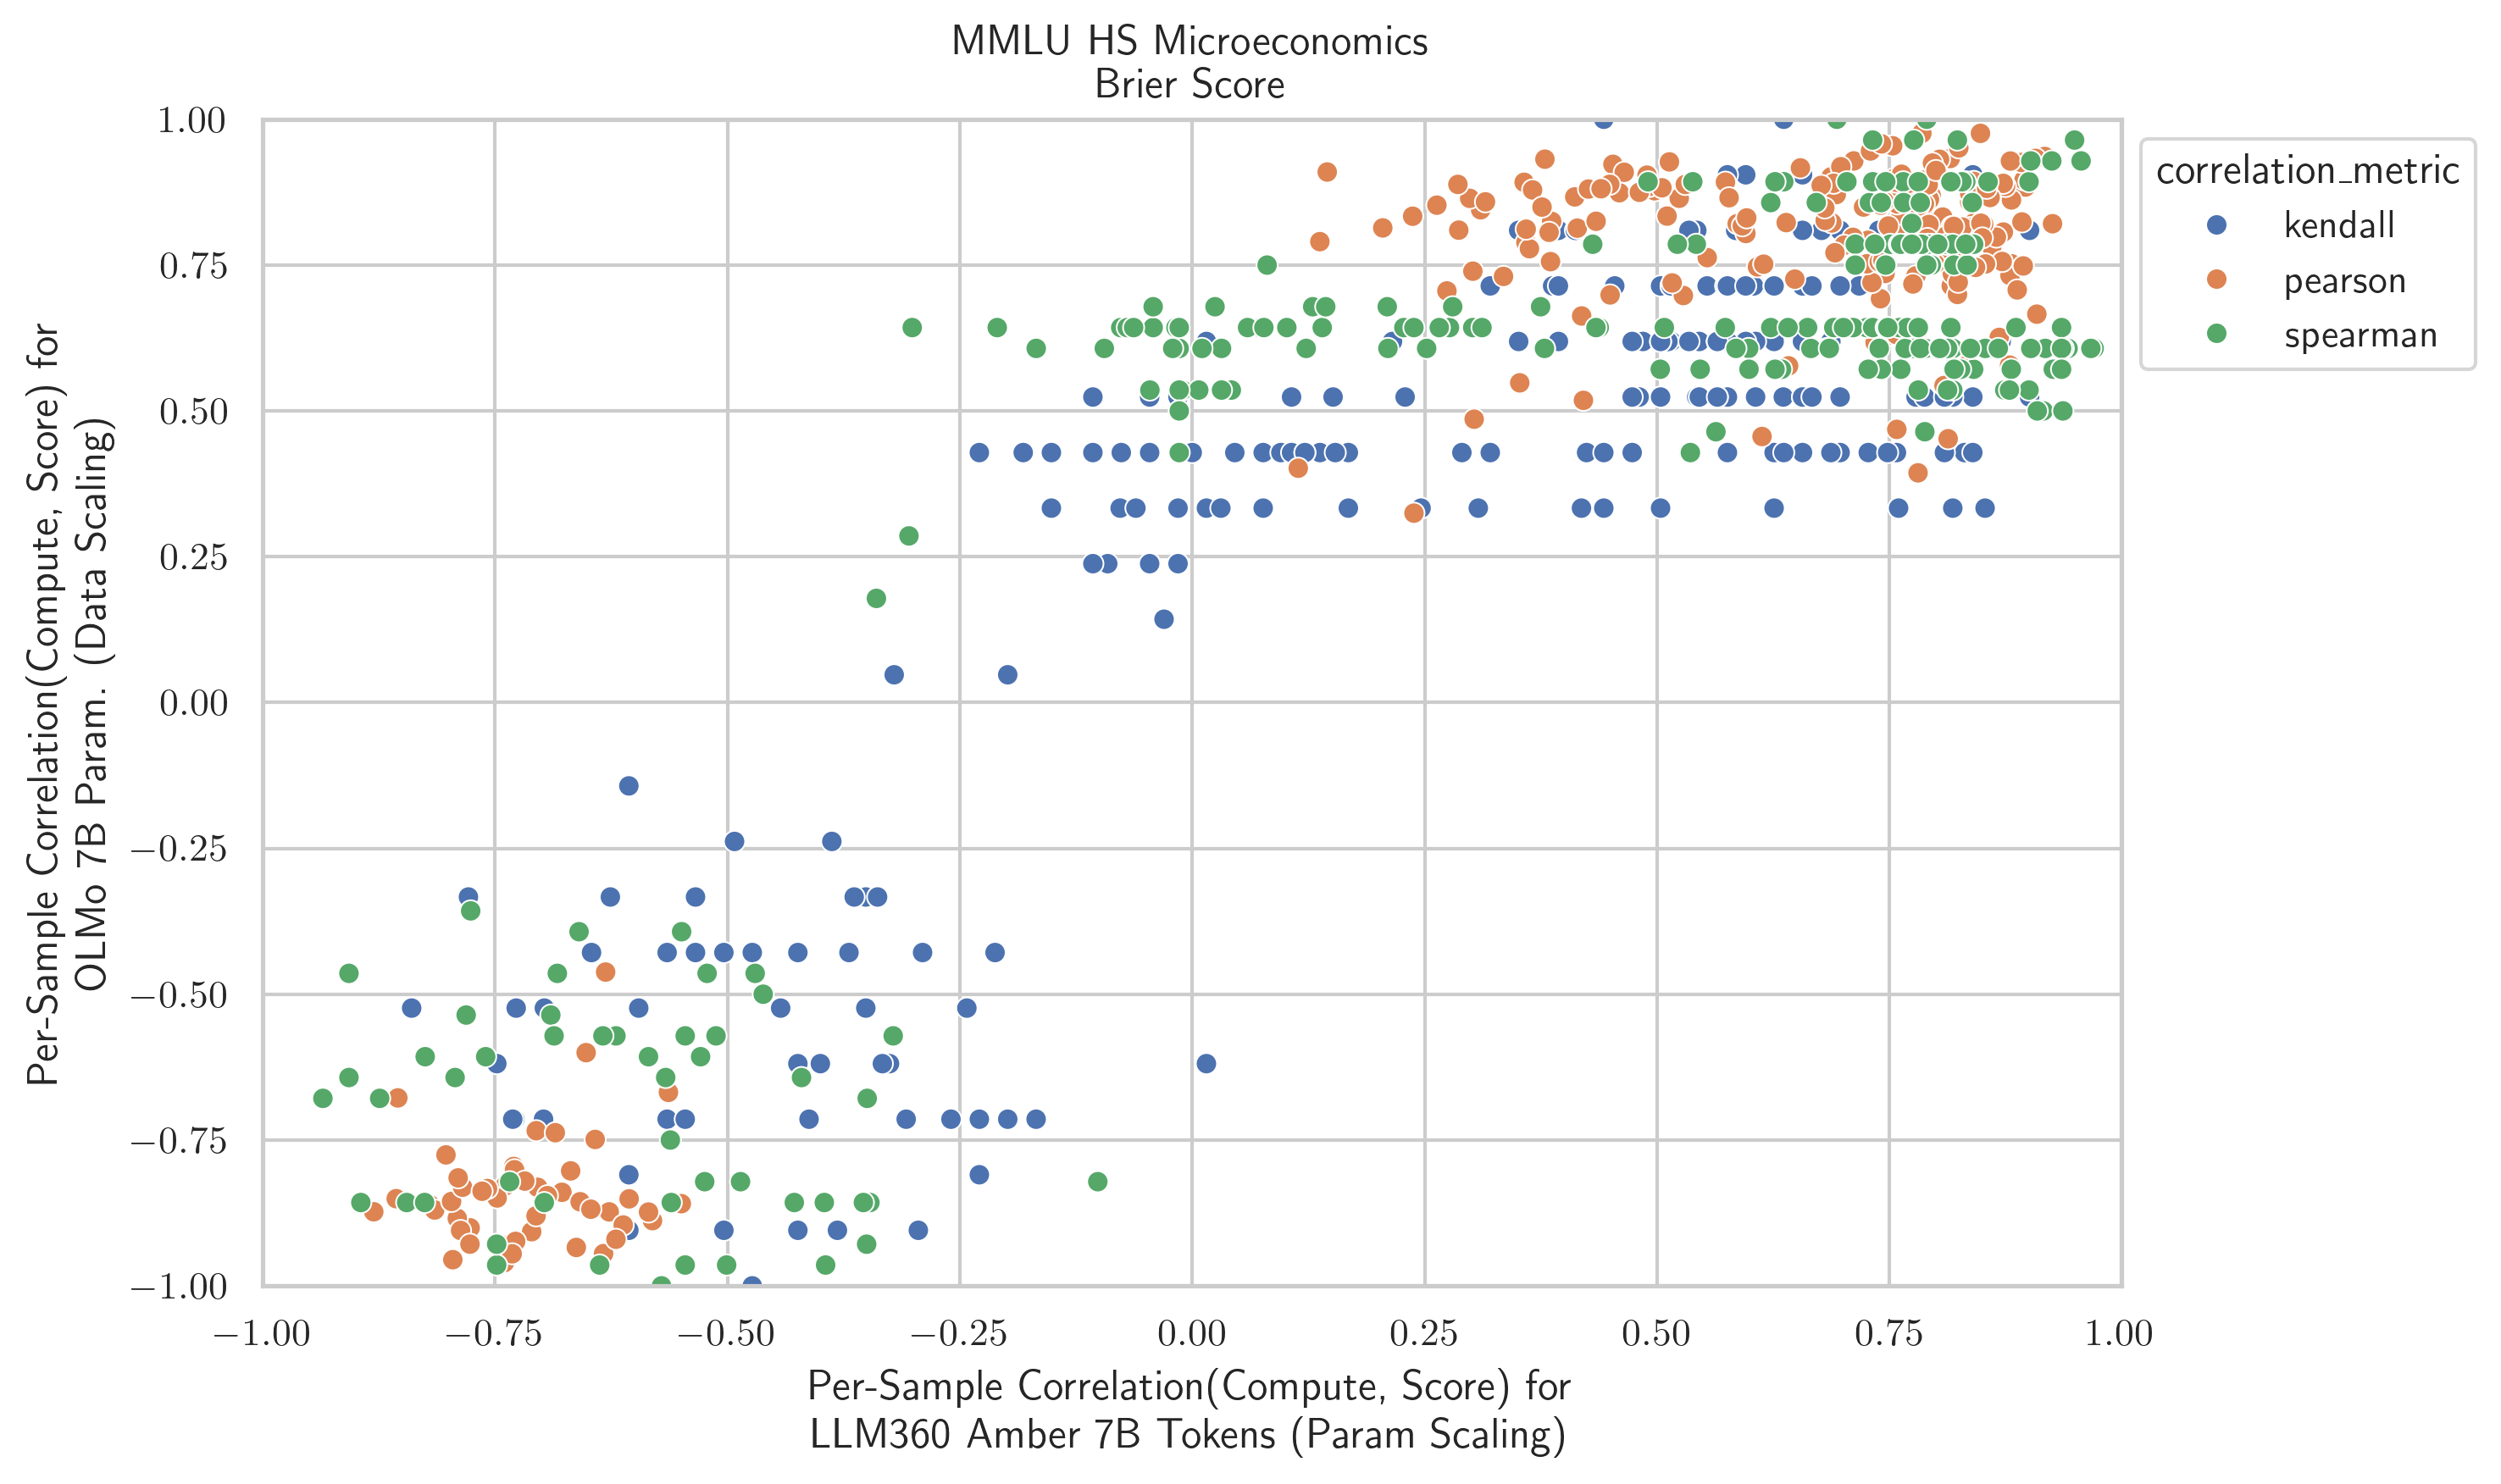 MMLU HS Microeconomics
Brier Score
Per-Sample Correlation(Compute, Score) for
OLMo 7B Param. (Data Scaling)
1.00
0.75
0.50
0.25
0.00
−0.25
−0.50
−0.75
−1.00
−1.00 −0.75 −0.50 −0.25 0.00 0.25 0.50 0.75 1.00
Per-Sample Correlation(Compute, Score) for
LLM360 Amber 7B Tokens (Param Scaling)
correlation_metric
kendall
pearson
spearman